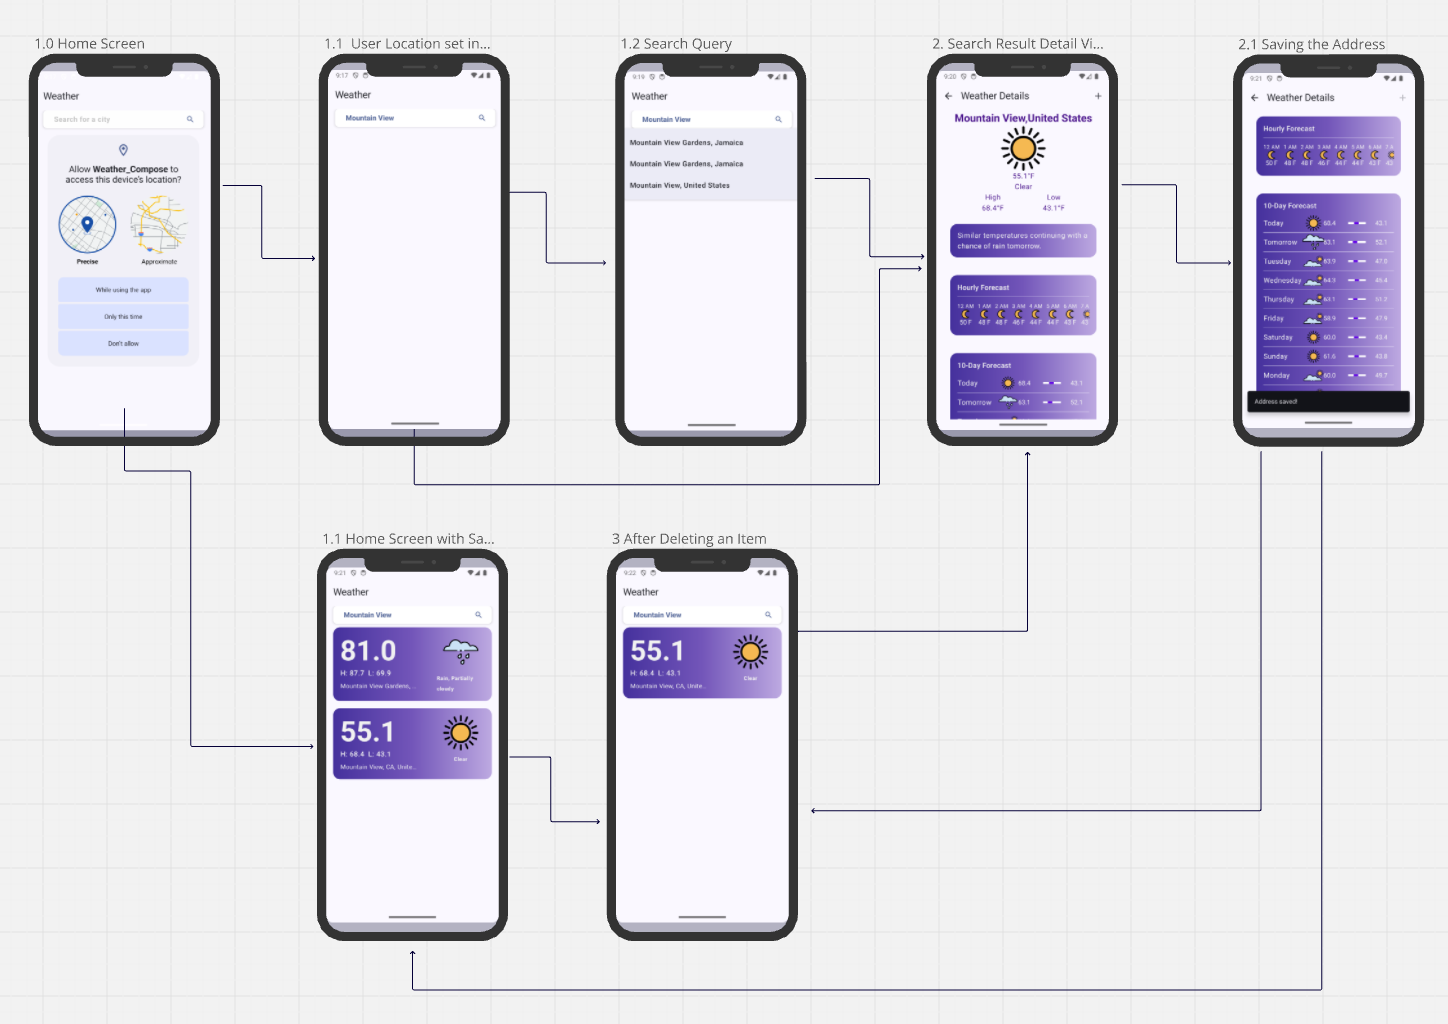 1.0 Home Screen
Weather
Search for a city
Allow Weather_Compose to
access this device's location?
Precise
Approximate
While using the app
Only this time
Don't allow
1.1 User Location set in...
9:17
Weather
Mountain View
1.2 Search Query
9:19
Weather
Mountain View
Mountain View Gardens, Jamaica
Mountain View Gardens, Jamaica
Mountain View, United States
2. Search Result Detail Vi...
9:20
Weather Details
+
Mountain View,United States
55.1°F
Clear
High Low
68.4°F 43.1°F
Similar temperatures continuing with a
chance of rain tomorrow.
Hourly Forecast
12 AM 1 AM 2 AM 3 AM 4 AM 5 AM 6 AM 7 A
50 F 48 F 48 F 46 F 44 F 44 F 43 F
10-Day Forecast
Today 68.4 43.1
Tomorrow 63.1 52.1
2.1 Saving the Address
9:21
Weather Details
+
Hourly Forecast
12 AM 1 AM 2 AM 3 AM 4 AM 5 AM 6 AM 7 A
50 F 48 F 48 F 46 F 44 F 44 F 43 F
10-Day Forecast
Today 68.4 43.1
Tomorrow 63.1 52.1
Tuesday 63.9 47.0
Wednesday 64.3
Thursday 63.1 51.2
Friday 58.9 47.9
Saturday 60.0 43.4
Sunday 61.6 43.8
Monday 60.0 49.7
Address saved!
1.1 Home Screen with Sa...
9:21
Weather
Mountain View
81.0
H: 87.7 L: 69.9
Mountain View Gardens, ...
Rain, Partially
cloudy
55.1
H: 68.4 L: 43.1
Mountain View, CA, Unite...
Clear
3 After Deleting an Item
9:22
Weather
Mountain View
55.1
H: 68.4 L: 43.1
Mountain View, CA, Unite...
Clear